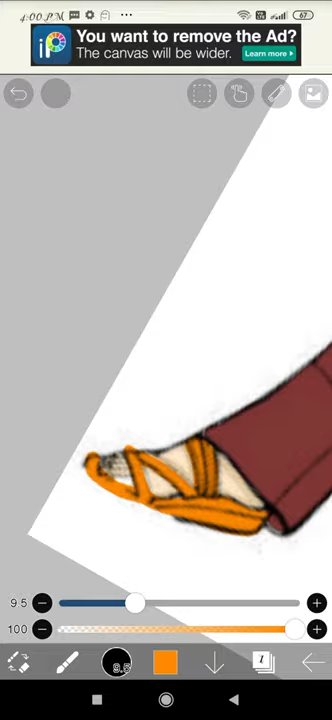 4:00 P.M
You want to remove the Ad?
The canvas will be wider.
Learn more ▸
9.5
100
9.5